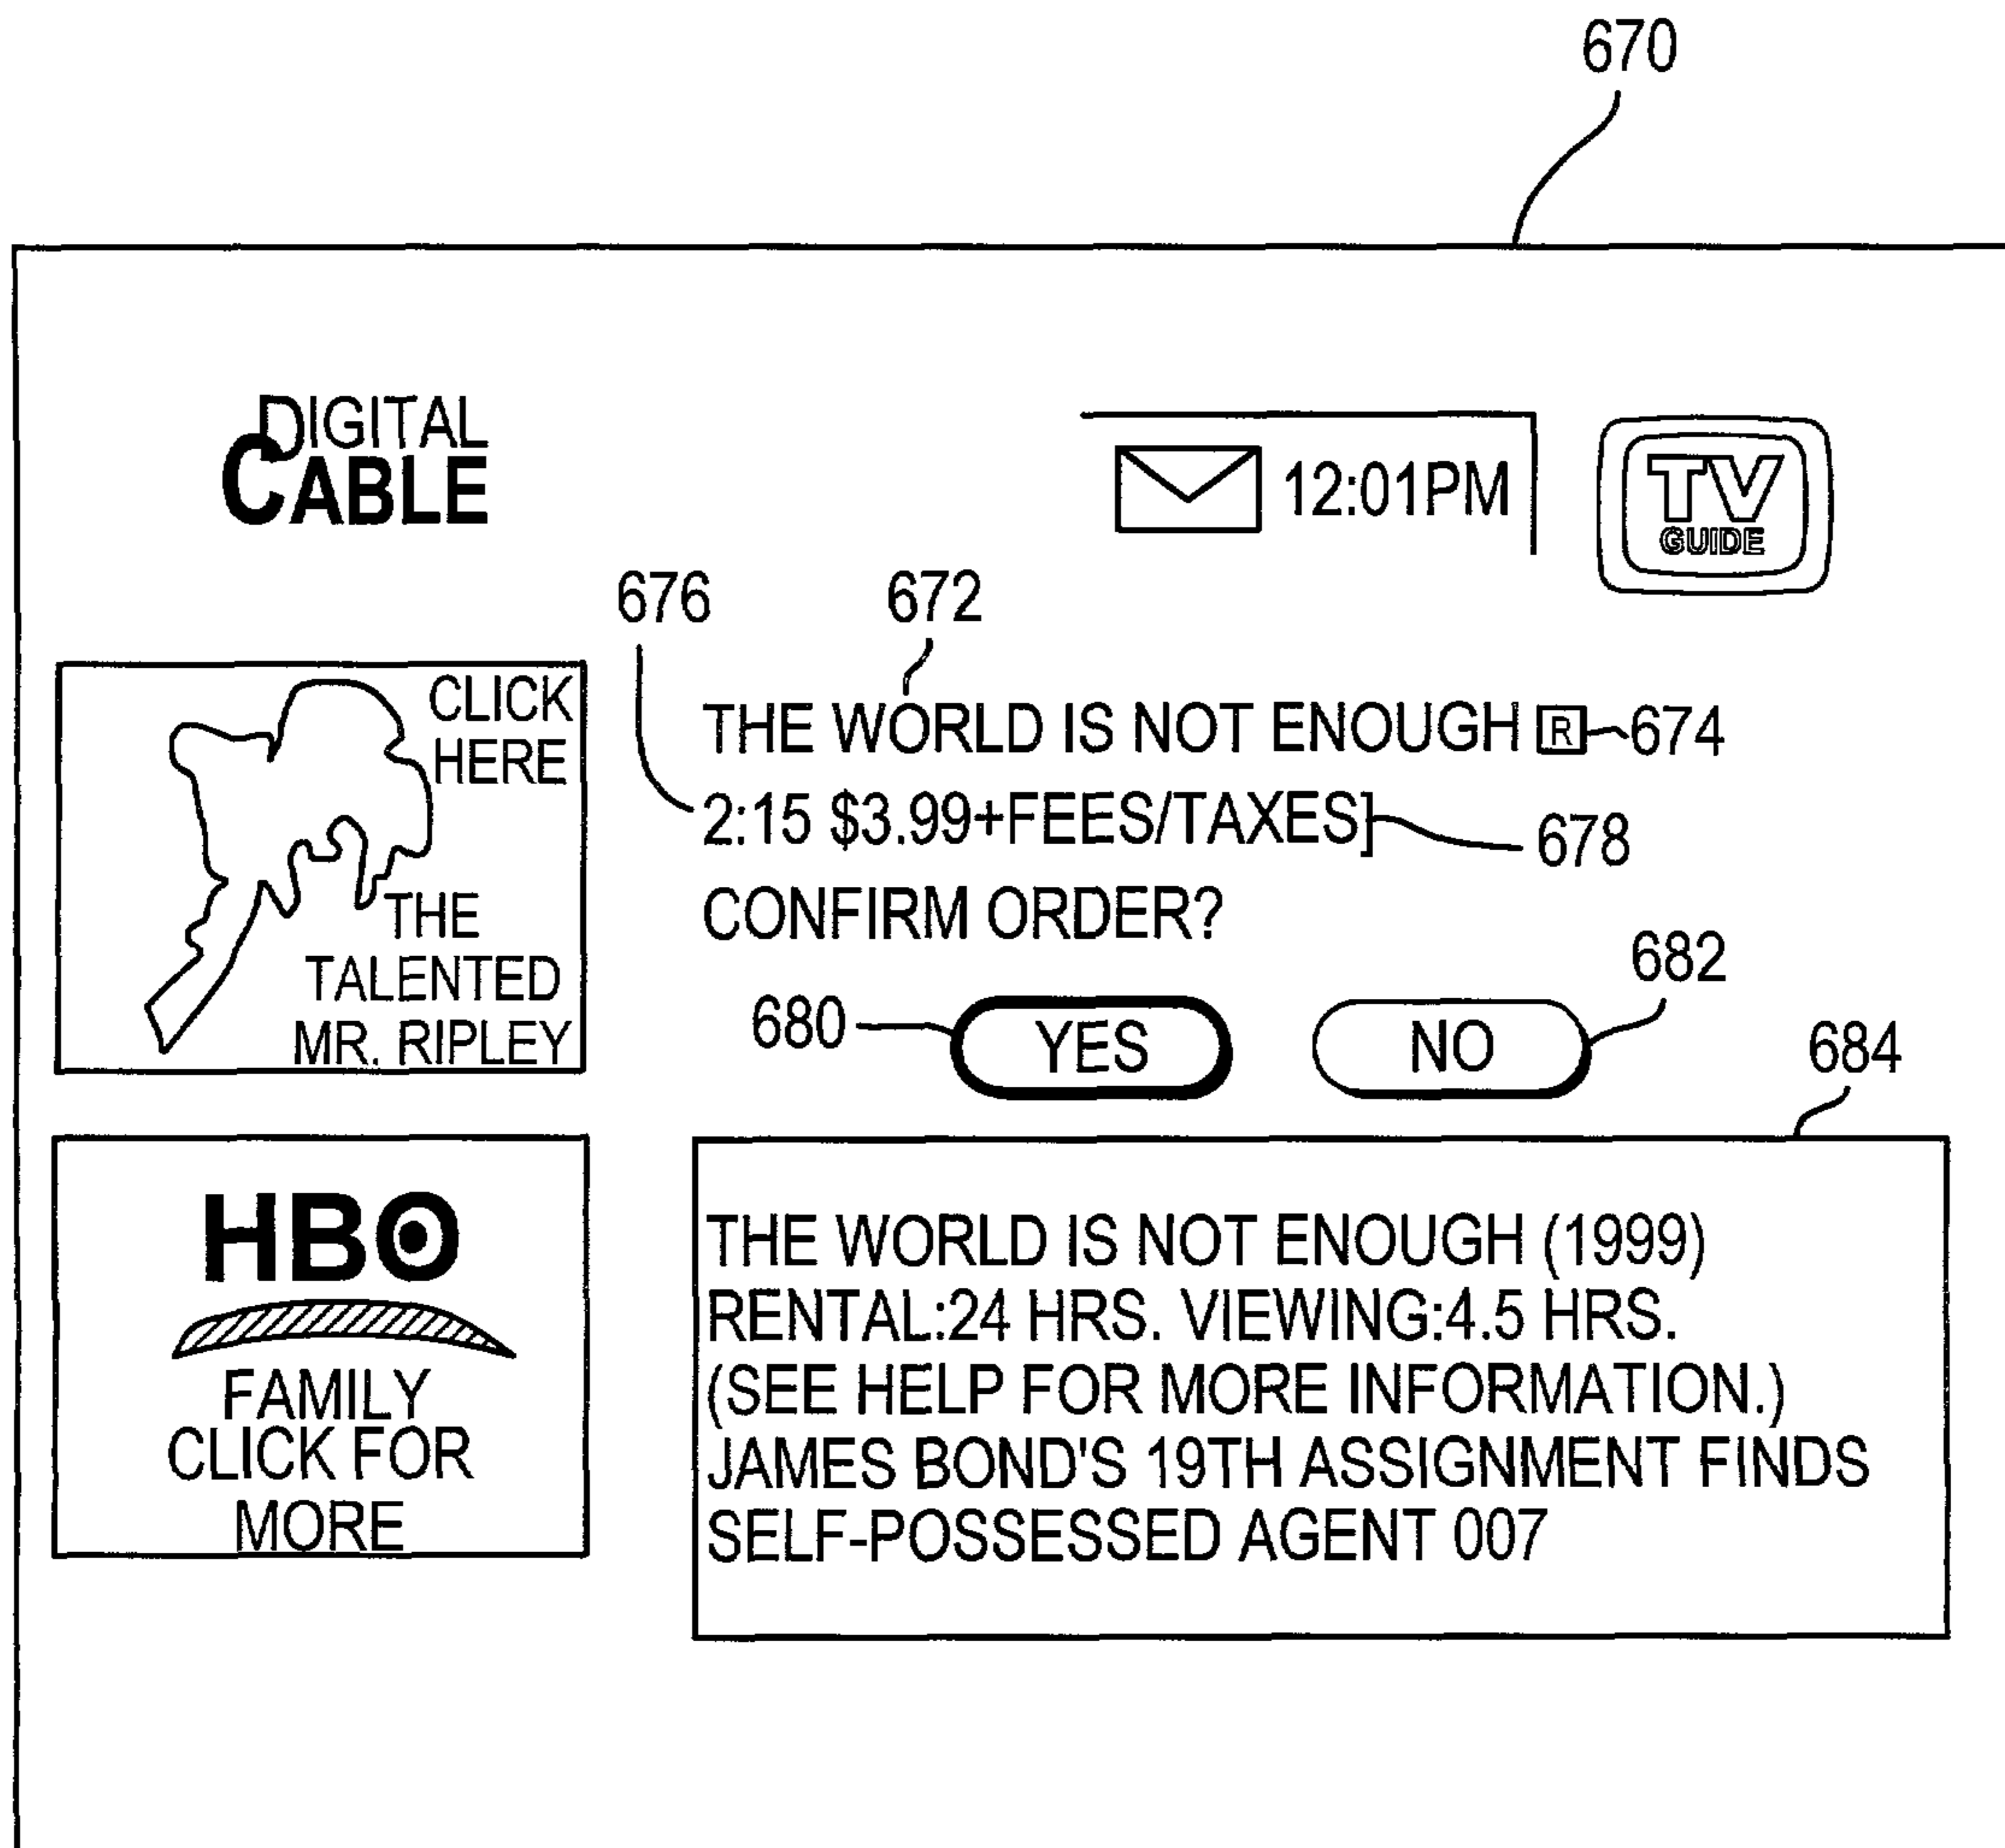 670
DIGITAL
CABLE
12:01PM
TV
GUIDE
676
672
CLICK
HERE
THE
TALENTED
MR. RIPLEY
THE WORLD IS NOT ENOUGH R
674
2:15 $3.99+FEES/TAXES]
678
CONFIRM ORDER?
680
YES
NO
682
684
HBO
FAMILY
CLICK FOR
MORE
THE WORLD IS NOT ENOUGH (1999)
RENTAL:24 HRS. VIEWING:4.5 HRS.
(SEE HELP FOR MORE INFORMATION.)
JAMES BOND'S 19TH ASSIGNMENT FINDS
SELF-POSSESSED AGENT 007